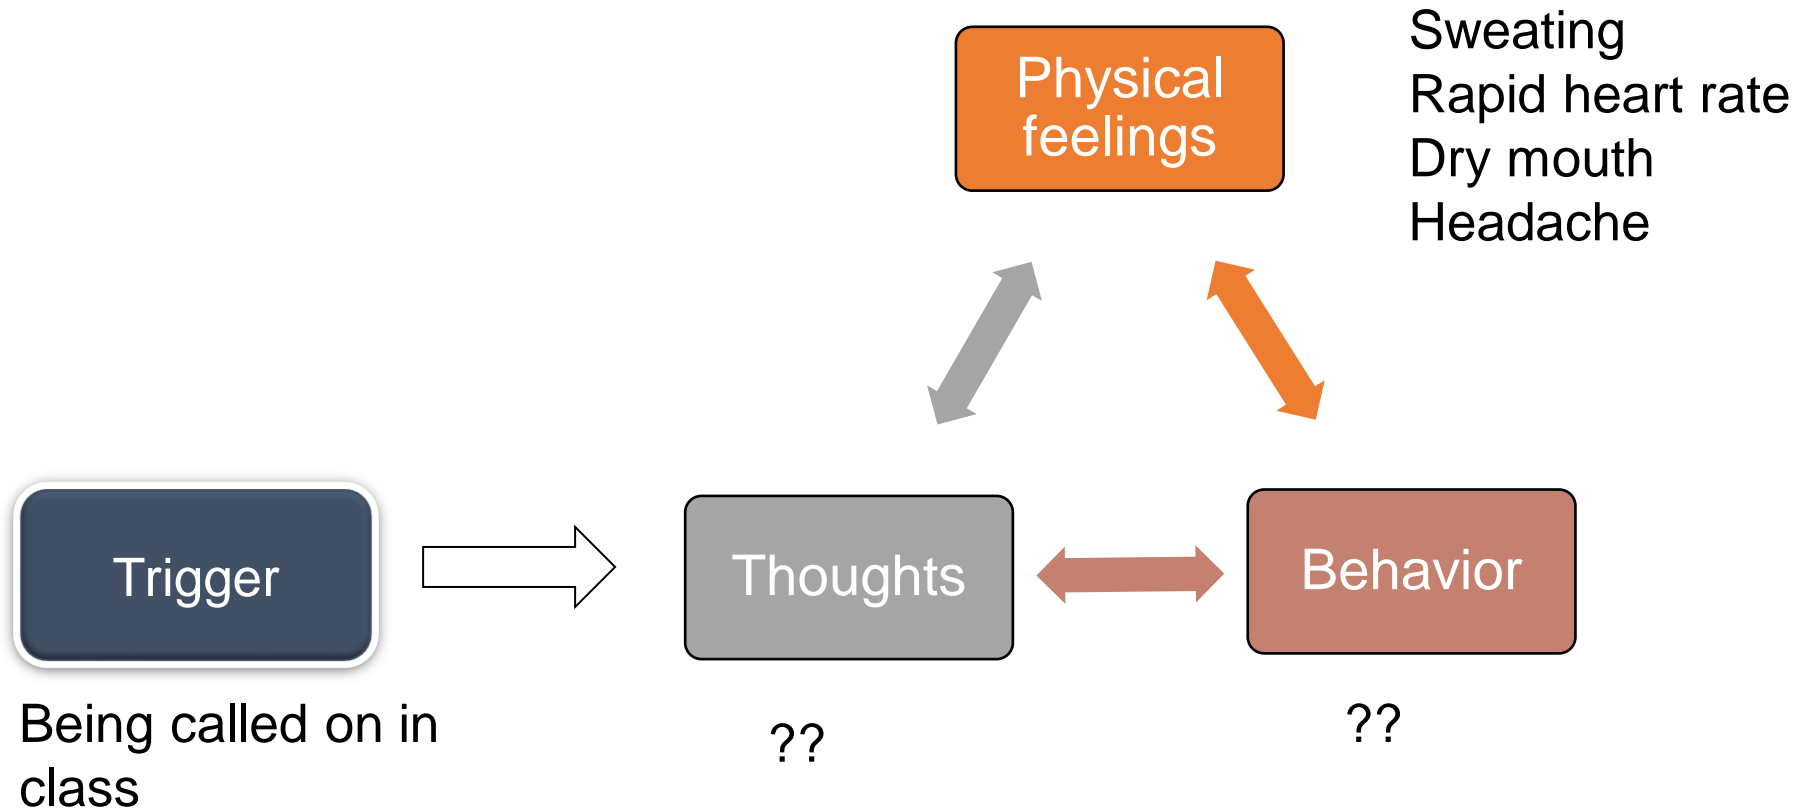 Physical
feelings
Sweating
Rapid heart rate
Dry mouth
Headache
Trigger
Thoughts
Behavior
Being called on in
class
??
??